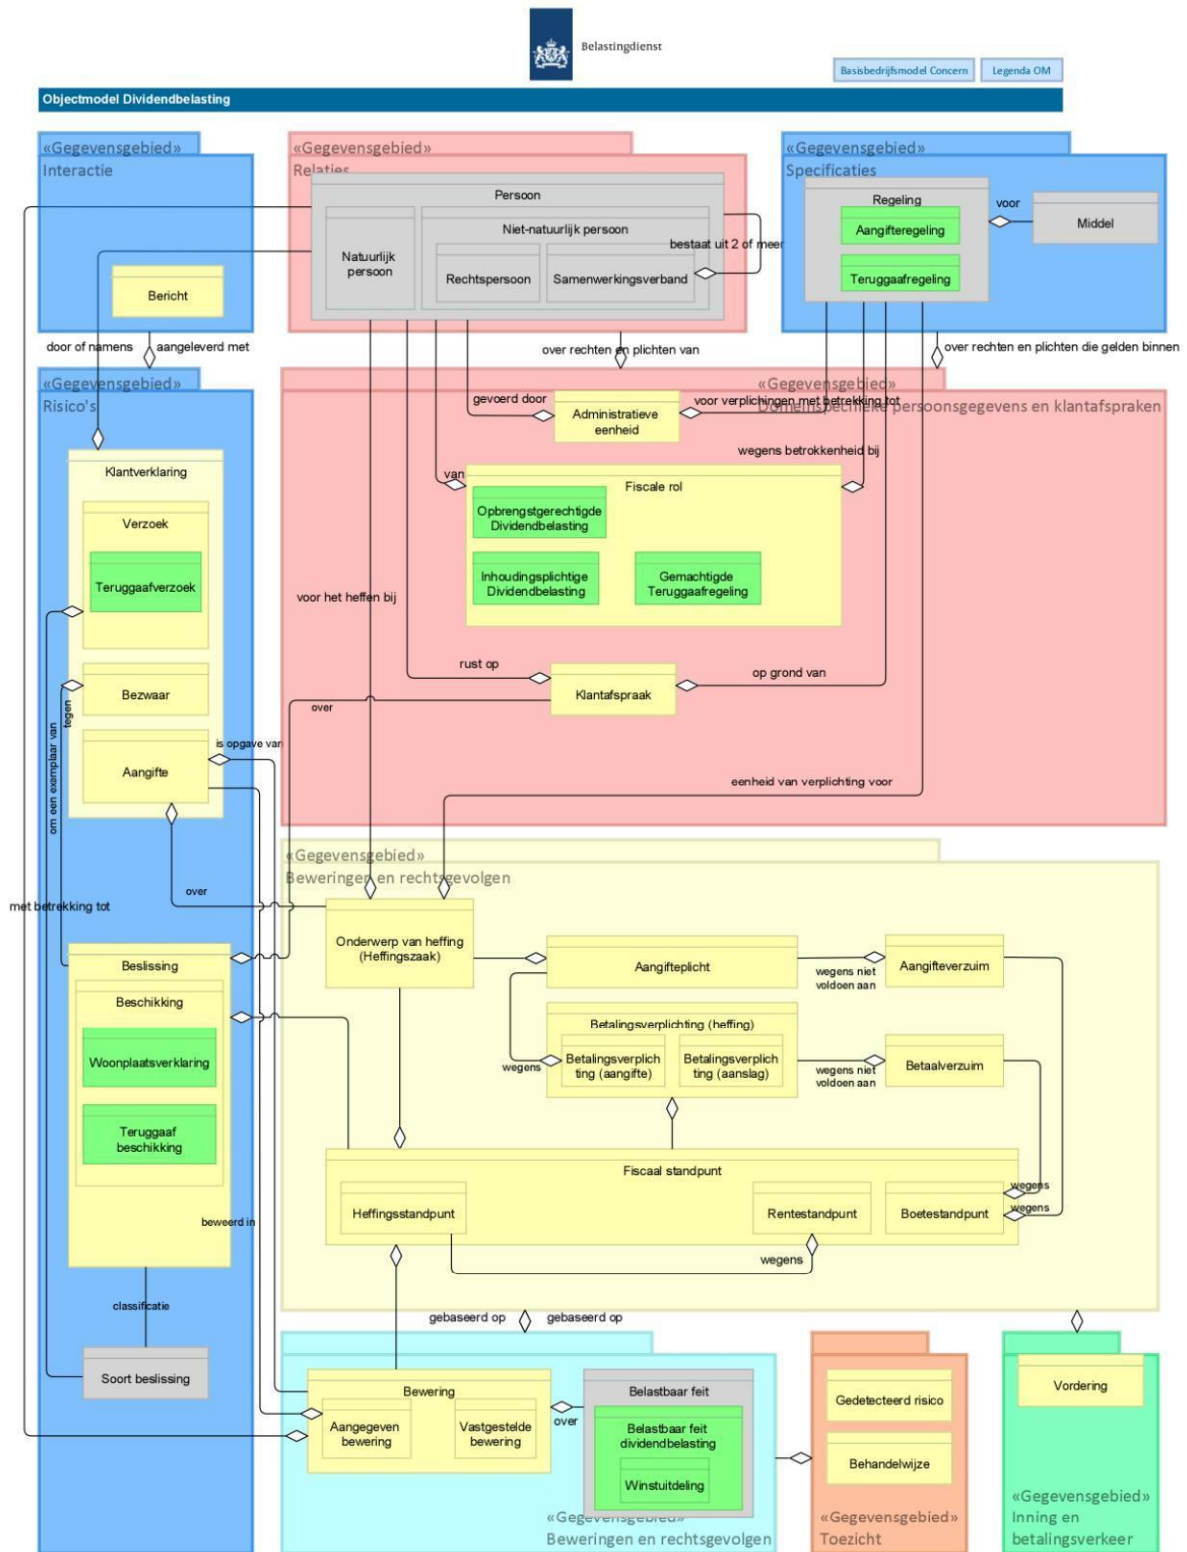 Belastingdienst
Basisbedrijfsmodel Concern
Legenda OM
Objectmodel Dividendbelasting
«Gegevensgebied»
Interactie
Bericht
«Gegevensgebied»
Relaties
Persoon
Natuurlijk
persoon
Niet-natuurlijk persoon
Rechtspersoon
Samenwerkingsverband
bestaat uit 2 of meer
«Gegevensgebied»
Specificaties
Regeling
Aangifteregeling
Teruggaafregeling
voor
Middel
door of namens
aangeleverd met
over rechten en plichten van
over rechten en plichten die gelden binnen
«Gegevensgebied»
Risico's
Klantverklaring
Verzoek
Teruggaafverzoek
Bezwaar
tegen
om een exemplaar van
Aangifte
is opgave van
over
met betrekking tot
Beslissing
Beschikking
Woonplaatsverklaring
Teruggaaf
beschikking
beweerd in
classificatie
Soort beslissing
«Gegevensgebied»
Domeinspecifieke persoonsgegevens en klantafspraken
gevoerd door
Administratieve
eenheid
voor verplichingen met betrekking tot
wegens betrokkenheid bij
van
Fiscale rol
Opbrengstgerechtigde
Dividendbelasting
Inhoudingsplichtige
Dividendbelasting
Gemachtigde
Teruggaafregeling
voor het heffen bij
rust op
Klantafspraak
op grond van
over
eenheid van verplichting voor
«Gegevensgebied»
Beweringen en rechtsgevolgen
Onderwerp van heffing
(Heffingszaak)
Aangifteplicht
wegens niet
voldoen aan
Aangifteverzuim
Betalingsverplichting (heffing)
wegens
Betalingsverplich
ting (aangifte)
Betalingsverplich
ting (aanslag)
wegens niet
voldoen aan
Betaalverzuim
Fiscaal standpunt
Heffingsstandpunt
Rentestandpunt
Boetestandpunt
wegens
wegens
wegens
gebaseerd op
gebaseerd op
Bewering
Aangegeven
bewering
Vastgestelde
bewering
over
Belastbaar feit
Belastbaar feit
dividendbelasting
Winstuitdeling
«Gegevensgebied»
Beweringen en rechtsgevolgen
Gedetecteerd risico
Behandelwijze
«Gegevensgebied»
Toezicht
Vordering
«Gegevensgebied»
Inning en
betalingsverkeer